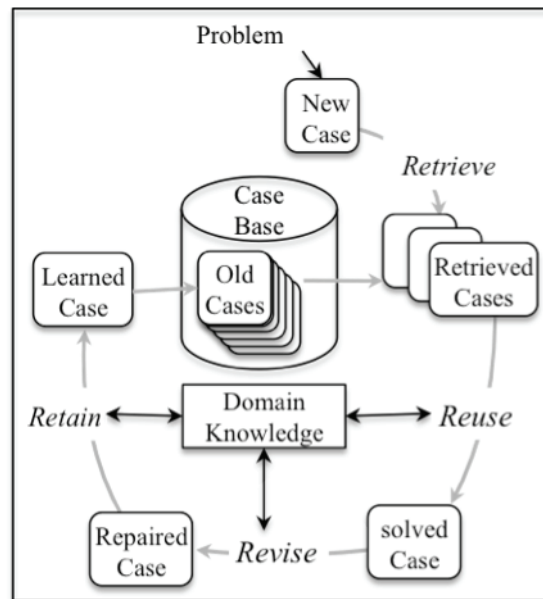 Problem
New
Case
Retrieve
Case
Base
Old
Cases
Retrieved
Cases
Learned
Case
Retain
Domain
Knowledge
Reuse
Repaired
Case
Revise
solved
Case